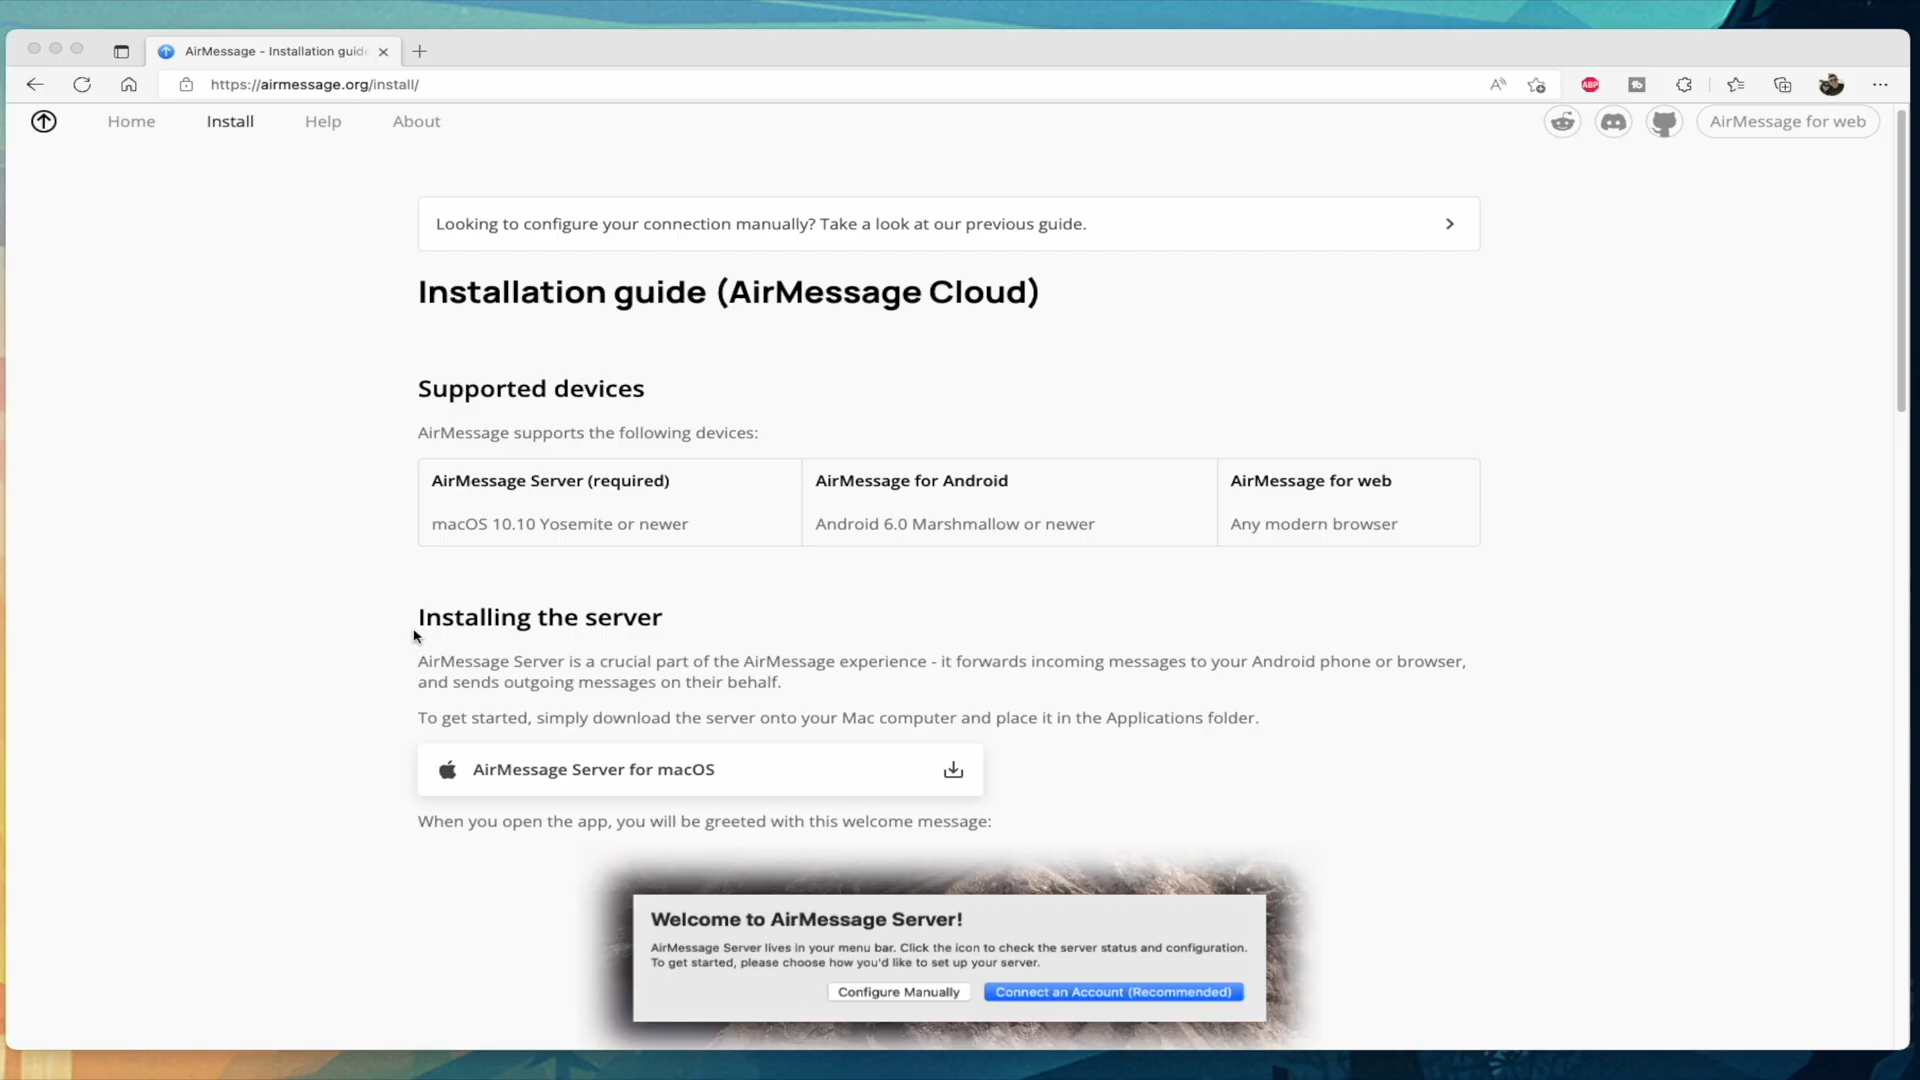 AirMessage - Installation guide
https://airmessage.org/install/
ABP
Home
Install
Help
About
AirMessage for web
Looking to configure your connection manually? Take a look at our previous guide.
Installation guide (AirMessage Cloud)
Supported devices
AirMessage supports the following devices:
AirMessage Server (required)
AirMessage for Android
AirMessage for web
macOS 10.10 Yosemite or newer
Android 6.0 Marshmallow or newer
Any modern browser
Installing the server
AirMessage Server is a crucial part of the AirMessage experience - it forwards incoming messages to your Android phone or browser,
and sends outgoing messages on their behalf.
To get started, simply download the server onto your Mac computer and place it in the Applications folder.
AirMessage Server for macOS
When you open the app, you will be greeted with this welcome message:
Welcome to AirMessage Server!
AirMessage Server lives in your menu bar. Click the icon to check the server status and configuration.
To get started, please choose how you'd like to set up your server.
Configure Manually
Connect an Account (Recommended)